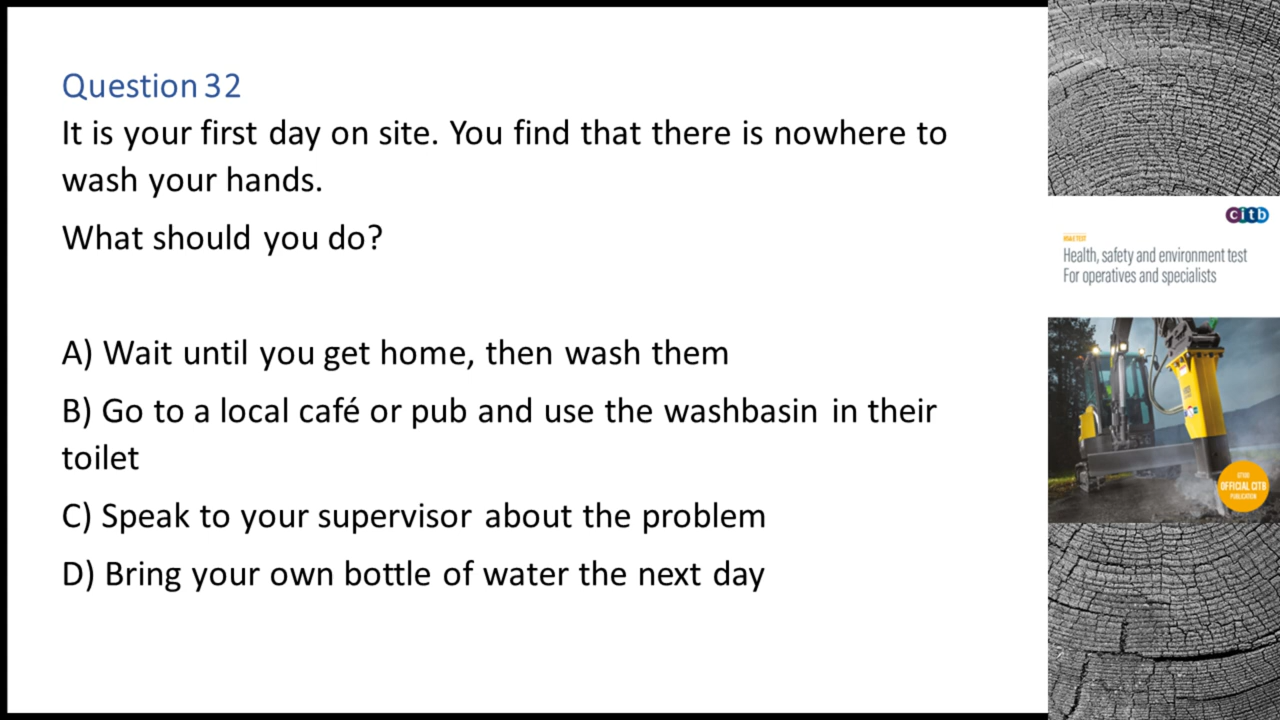 Question 32
It is your first day on site. You find that there is nowhere to
wash your hands.
What should you do?
A) Wait until you get home, then wash them
B) Go to a local café or pub and use the washbasin in their
toilet
C) Speak to your supervisor about the problem
D) Bring your own bottle of water the next day
citb
Health, safety and environment test
For operatives and specialists
OFFICIAL CITB
PUBLICATION